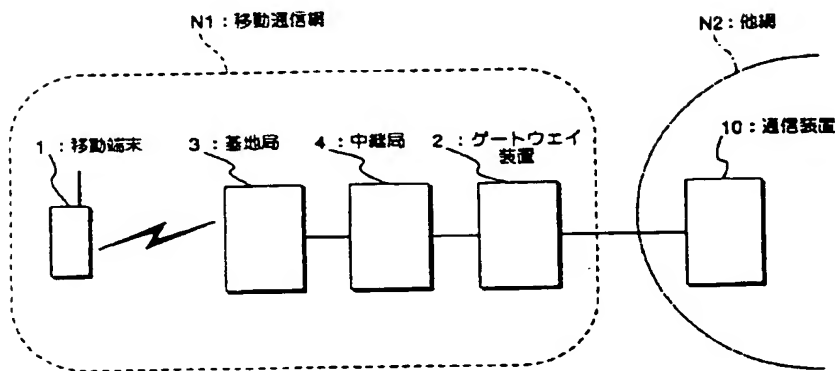 N1：移動通信網
N2：他網
1：移動端末
3：基地局
4：中継局
2：ゲートウェイ
装置
10：通信装置